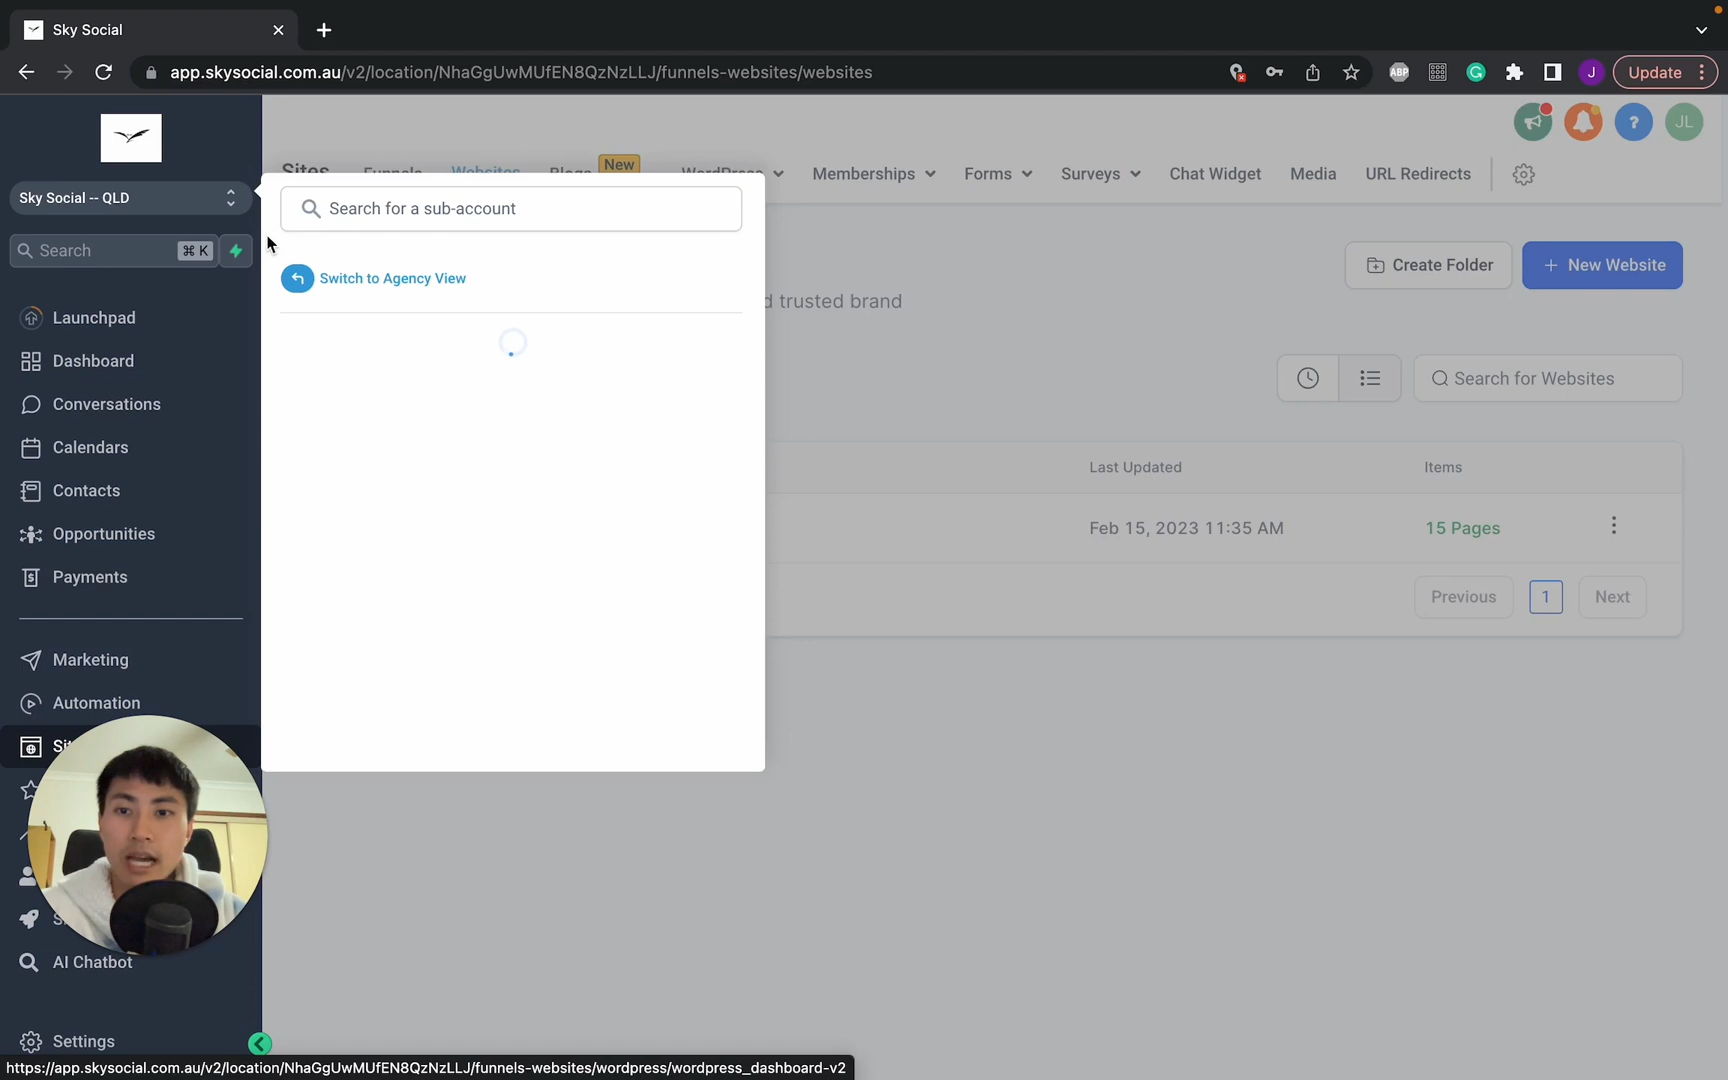 Sky Social
app.skysocial.com.au/v2/location/NhaGgUwMUfEN8QzNzLLJ/funnels-websites/websites
ABP
J
Update
?
JL
Sky Social -- QLD
Search
⌘ K
Launchpad
Dashboard
Conversations
Calendars
Contacts
Opportunities
Payments
Marketing
Automation
AI Chatbot
Settings
Sites
Funnels
Websites
Blogs
New
WordPress
Memberships
Forms
Surveys
Chat Widget
Media
URL Redirects
Search for a sub-account
Switch to Agency View
d trusted brand
Create Folder
+ New Website
Search for Websites
Last Updated
Items
Feb 15, 2023 11:35 AM
15 Pages
Previous
1
Next
https://app.skysocial.com.au/v2/location/NhaGgUwMUfEN8QzNzLLJ/funnels-websites/wordpress/wordpress_dashboard-v2